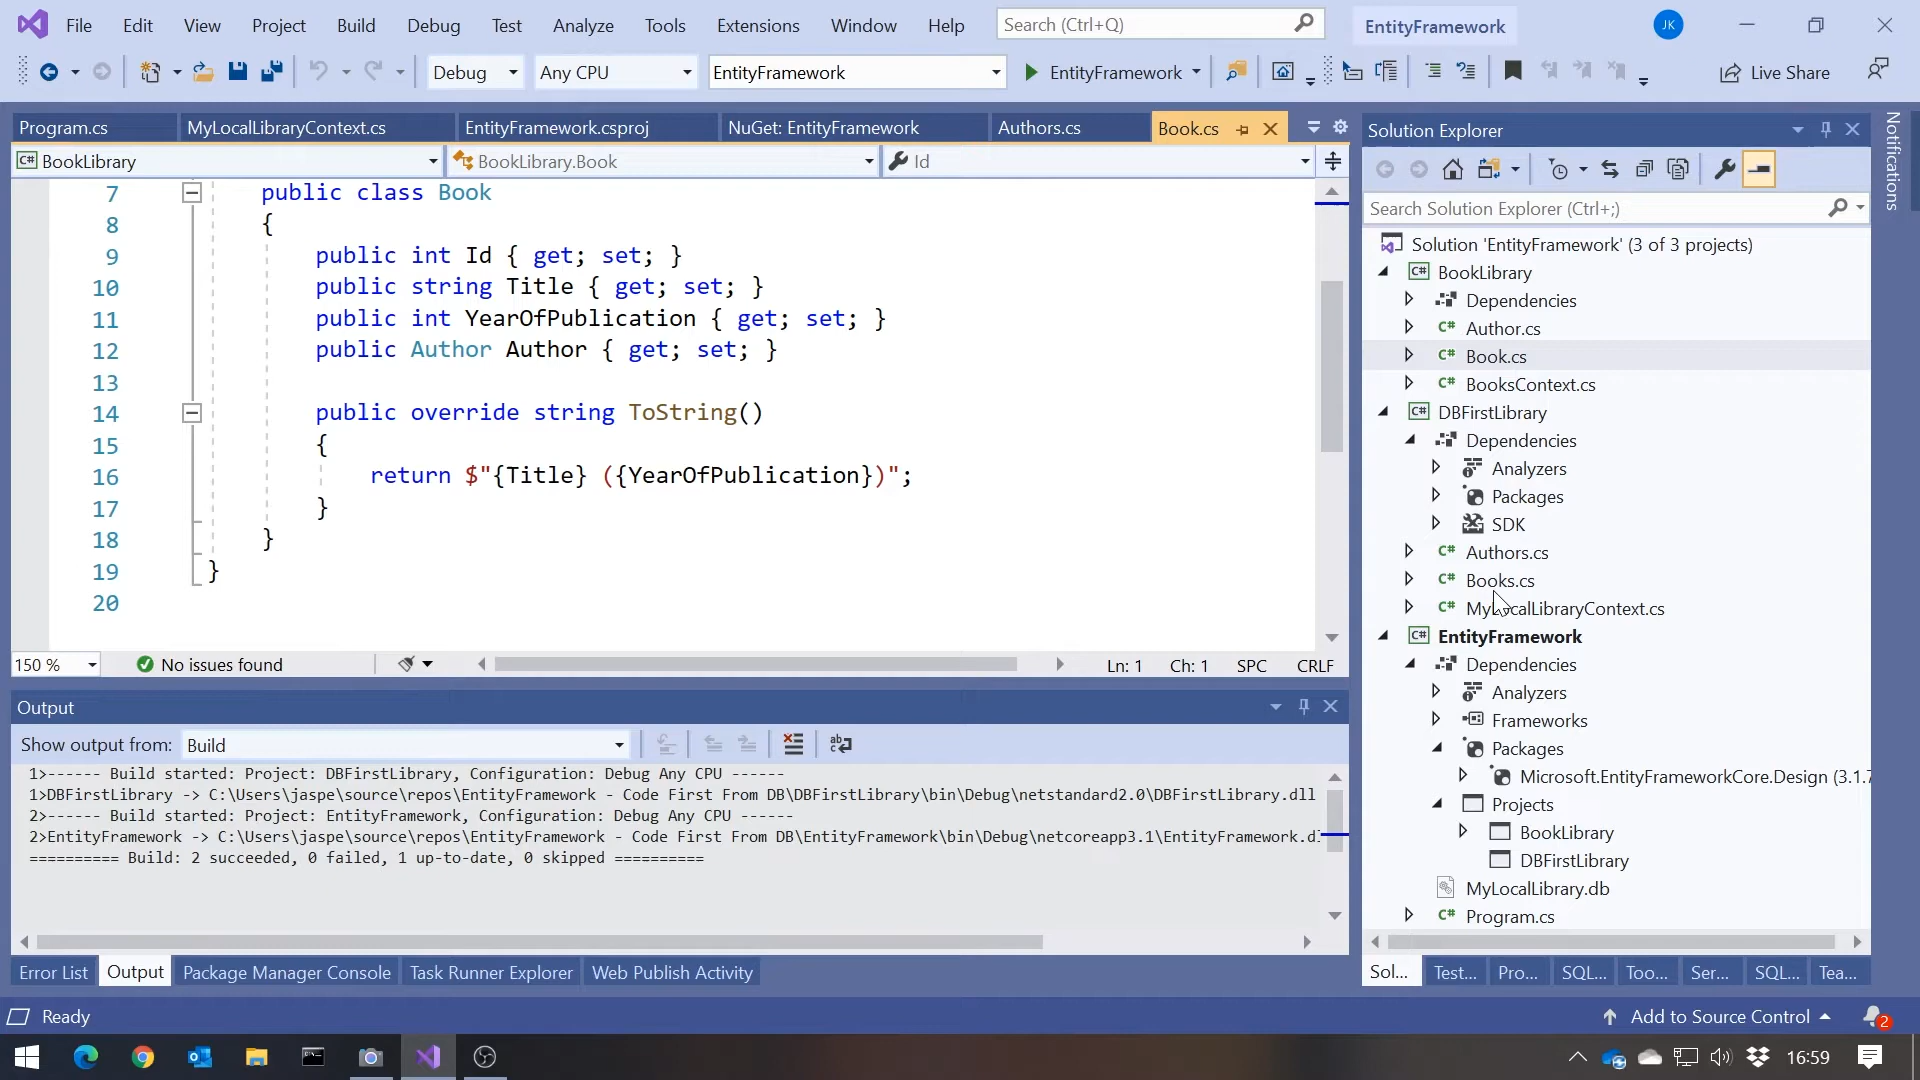 File Edit View Project Build Debug Test Analyze Tools Extensions Window Help Search (Ctrl+Q) EntityFramework JK
Debug Any CPU EntityFramework EntityFramework Live Share
Program.cs MyLocalLibraryContext.cs EntityFramework.csproj NuGet: EntityFramework Authors.cs Book.cs
C# BookLibrary BookLibrary.Book Id
7 public class Book
8 {
9 public int Id { get; set; }
10 public string Title { get; set; }
11 public int YearOfPublication { get; set; }
12 public Author Author { get; set; }
13
14 public override string ToString()
15 {
16 return $"{Title} ({YearOfPublication})";
17 }
18 }
19 }
20
150 % No issues found Ln: 1 Ch: 1 SPC CRLF
Output
Show output from: Build
1>------ Build started: Project: DBFirstLibrary, Configuration: Debug Any CPU ------
1>DBFirstLibrary -> C:\Users\jaspe\source\repos\EntityFramework - Code First From DB\DBFirstLibrary\bin\Debug\netstandard2.0\DBFirstLibrary.dll
2>------ Build started: Project: EntityFramework, Configuration: Debug Any CPU ------
2>EntityFramework -> C:\Users\jaspe\source\repos\EntityFramework - Code First From DB\EntityFramework\bin\Debug\netcoreapp3.1\EntityFramework.dl
========== Build: 2 succeeded, 0 failed, 1 up-to-date, 0 skipped ==========
Error List Output Package Manager Console Task Runner Explorer Web Publish Activity
Solution Explorer
Search Solution Explorer (Ctrl+;)
Solution 'EntityFramework' (3 of 3 projects)
C# BookLibrary
Dependencies
C# Author.cs
C# Book.cs
C# BooksContext.cs
C# DBFirstLibrary
Dependencies
Analyzers
Packages
SDK
C# Authors.cs
C# Books.cs
C# MyLocalLibraryContext.cs
C# EntityFramework
Dependencies
Analyzers
Frameworks
Packages
Microsoft.EntityFrameworkCore.Design (3.1.7
Projects
BookLibrary
DBFirstLibrary
MyLocalLibrary.db
C# Program.cs
Sol... Test... Pro... SQL... Too... Ser... SQL... Tea...
Notifications
Ready Add to Source Control 2
16:59